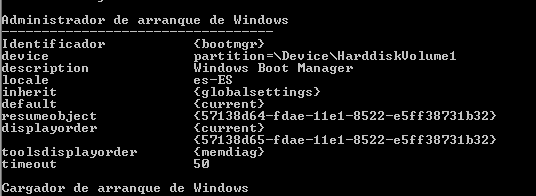 Administrador de arranque de Windows
----------------------------------
Identificador           {bootmgr}
device                  partition=\Device\HarddiskVolume1
description             Windows Boot Manager
locale                  es-ES
inherit                 {globalsettings}
default                 {current}
resumeobject            {57138d64-fdae-11e1-8522-e5ff38731b32}
displayorder            {current}
                        {57138d65-fdae-11e1-8522-e5ff38731b32}
toolsdisplayorder       {memdiag}
timeout                 50
Cargador de arranque de Windows